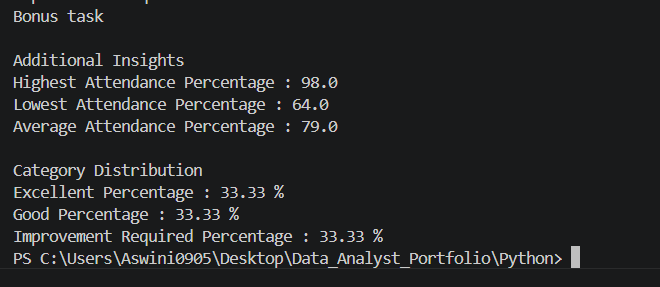 Bonus task
Additional Insights
Highest Attendance Percentage : 98.0
Lowest Attendance Percentage : 64.0
Average Attendance Percentage : 79.0
Category Distribution
Excellent Percentage : 33.33 %
Good Percentage : 33.33 %
Improvement Required Percentage : 33.33 %
PS C:\Users\Aswini0905\Desktop\Data_Analyst_Portfolio\Python>